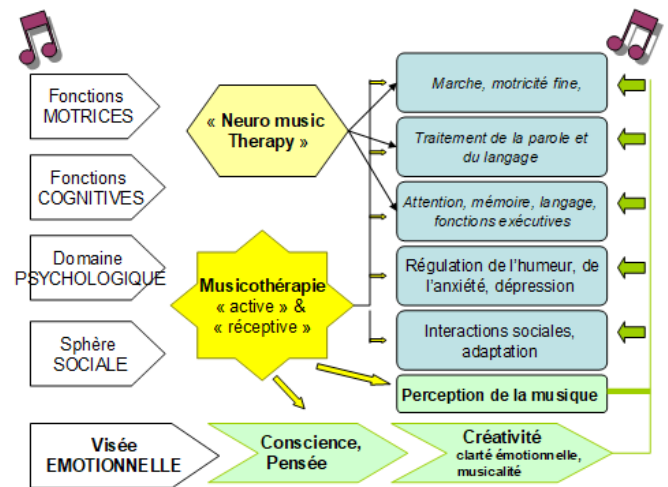 Fonctions
MOTRICES
« Neuro music
Therapy »
Marche, motricité fine,
Traitement de la parole et
du langage
Fonctions
COGNITIVES
Attention, mémoire, langage,
fonctions exécutives
Domaine
PSYCHOLOGIQUE
Musicothérapie
« active » &
« réceptive »
Régulation de l'humeur, de
l'anxiété, dépression
Sphère
SOCIALE
Interactions sociales,
adaptation
Perception de la musique
Visée
EMOTIONNELLE
Conscience,
Pensée
Créativité
clarté émotionnelle,
musicalité